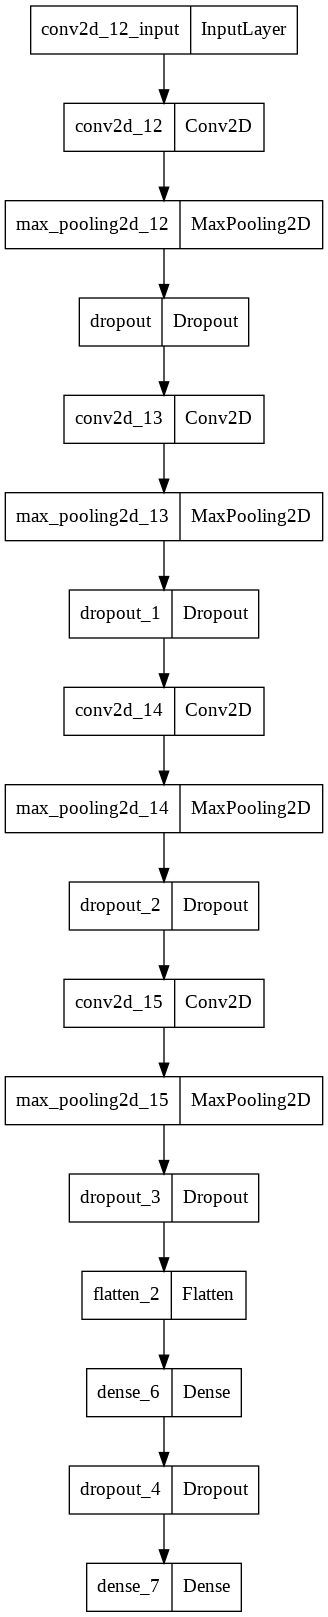 conv2d_12_input InputLayer
conv2d_12 Conv2D
max_pooling2d_12 MaxPooling2D
dropout Dropout
conv2d_13 Conv2D
max_pooling2d_13 MaxPooling2D
dropout_1 Dropout
conv2d_14 Conv2D
max_pooling2d_14 MaxPooling2D
dropout_2 Dropout
conv2d_15 Conv2D
max_pooling2d_15 MaxPooling2D
dropout_3 Dropout
flatten_2 Flatten
dense_6 Dense
dropout_4 Dropout
dense_7 Dense